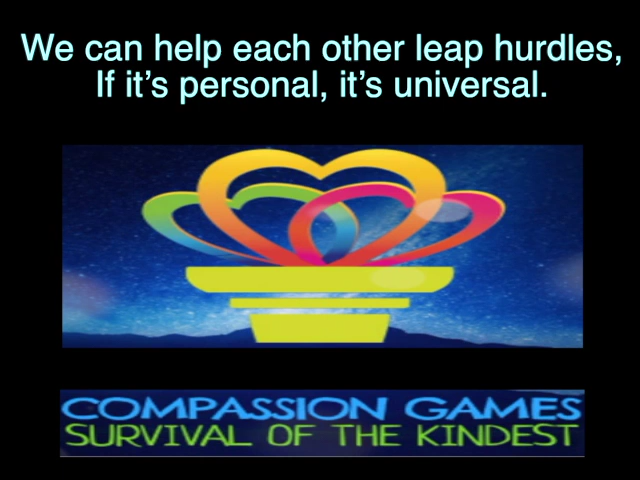 We can help each other leap hurdles,
If it’s personal, it’s universal.
COMPASSION GAMES
SURVIVAL OF THE KINDEST